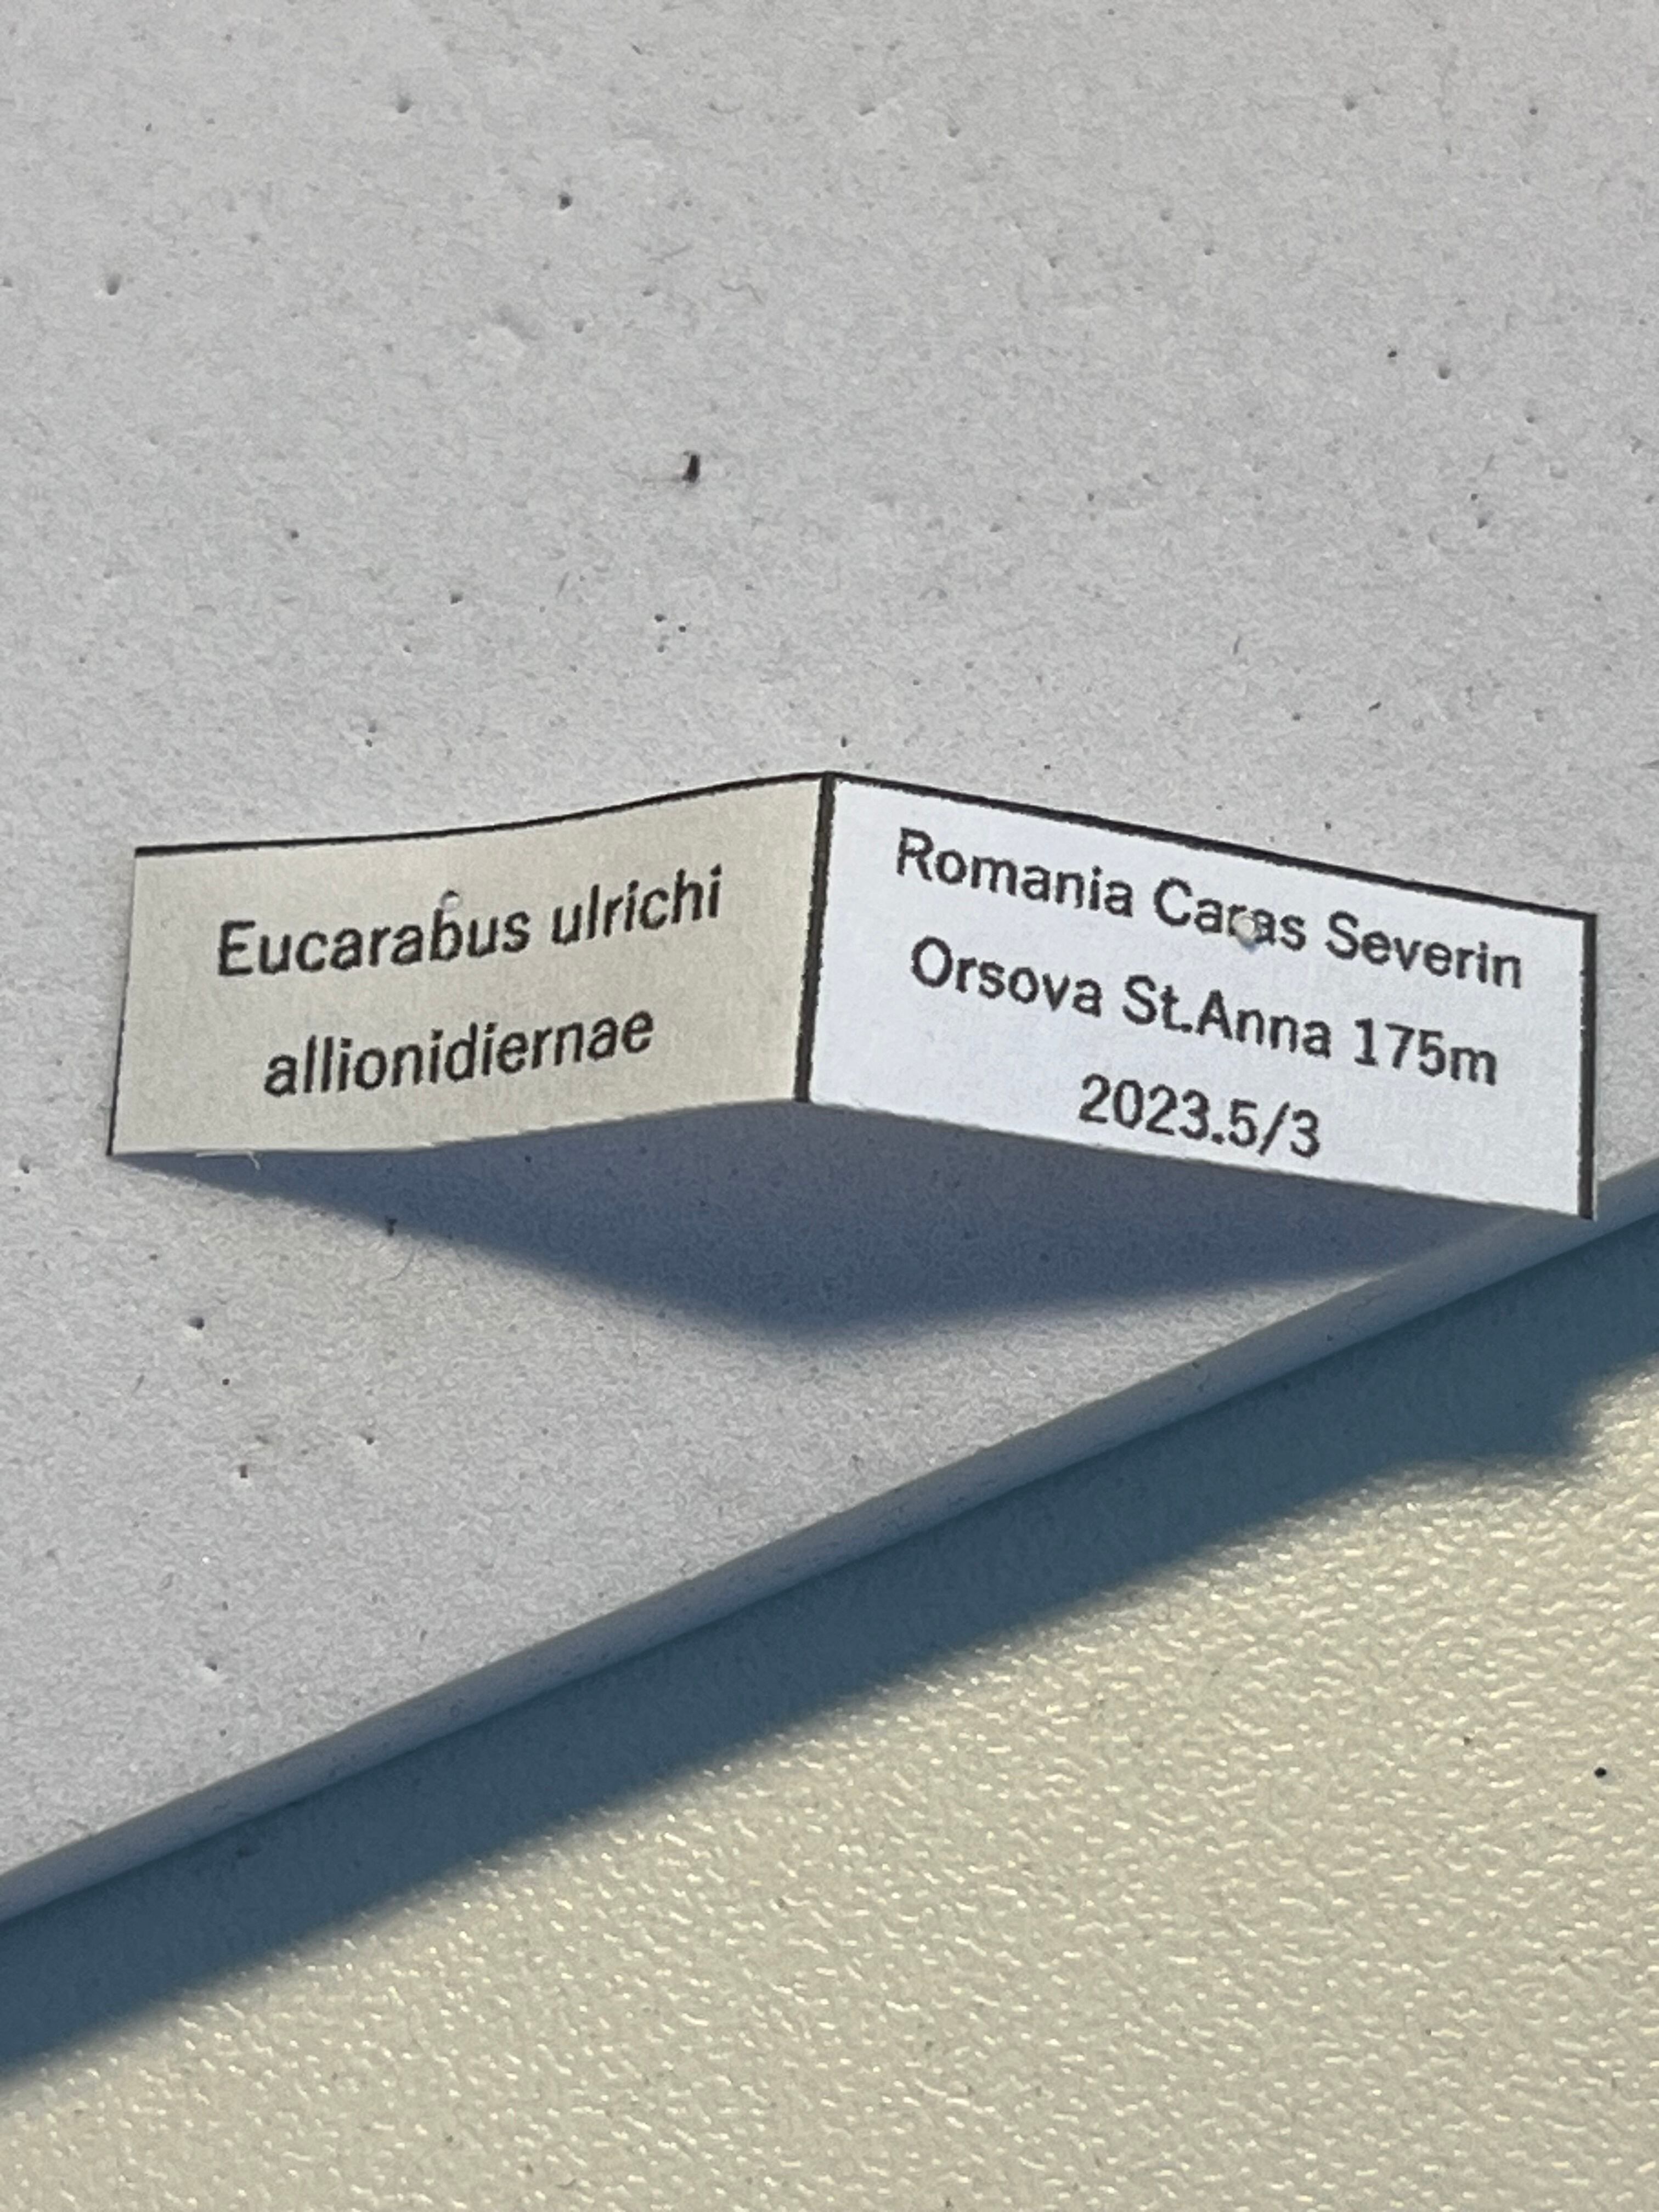 Eucarabus ulrichi
allionidiernae
Romania Caras Severin
Orsova St.Anna 175m
2023.5/3